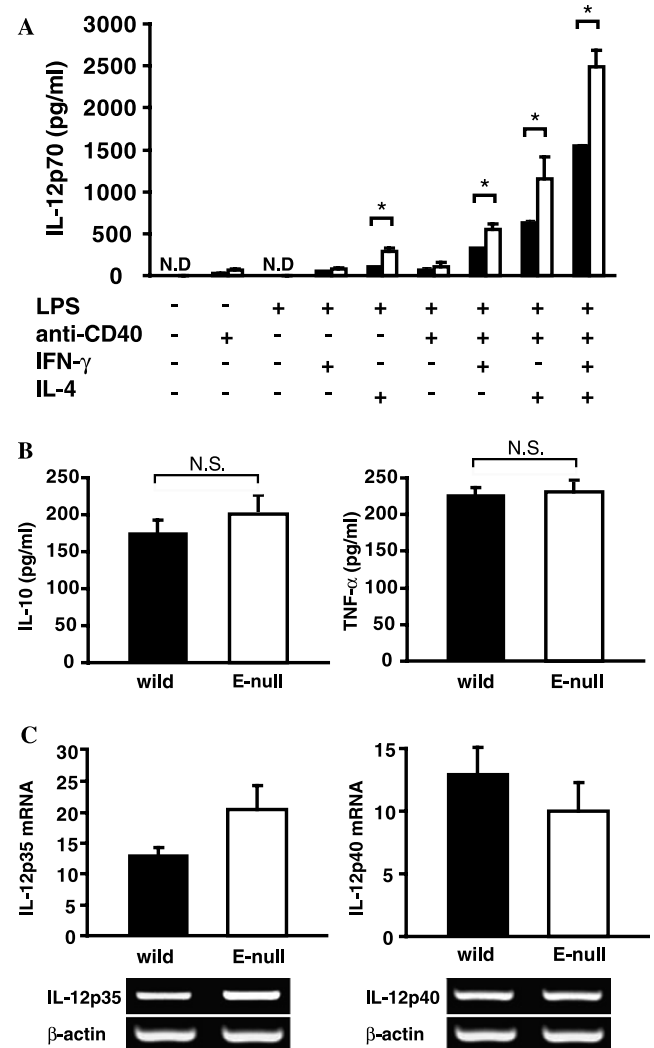 A
IL-12p70 (pg/ml)
3000
2500
2000
1500
1000
500
0
N.D
N.D
*
*
*
*
LPS - - + + + + + + +
anti-CD40 - + - - - + + + +
IFN-γ - - - + - - + - +
IL-4 - - - - + - - + +
B
N.S.
IL-10 (pg/ml)
250
200
150
100
50
0
wild E-null
N.S.
TNF-α (pg/ml)
250
200
150
100
50
0
wild E-null
C
IL-12p35 mRNA
30
25
20
15
10
5
0
wild E-null
IL-12p35
β-actin
IL-12p40 mRNA
15
10
5
0
wild E-null
IL-12p40
β-actin